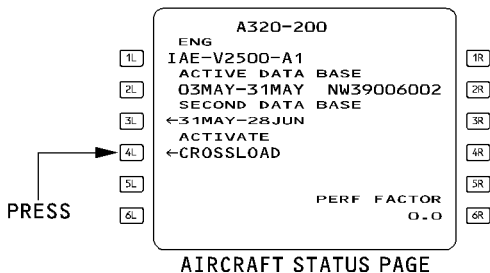 A320-200
ENG
1L IAE-V2500-A1 1R
ACTIVE DATA BASE
2L 03MAY-31MAY NW39006002 2R
SECOND DATA BASE
3L ←31MAY-28JUN 3R
ACTIVATE
4L ←CROSSLOAD 4R
5L 5R
PERF FACTOR
PRESS 6L 0.0 6R
AIRCRAFT STATUS PAGE